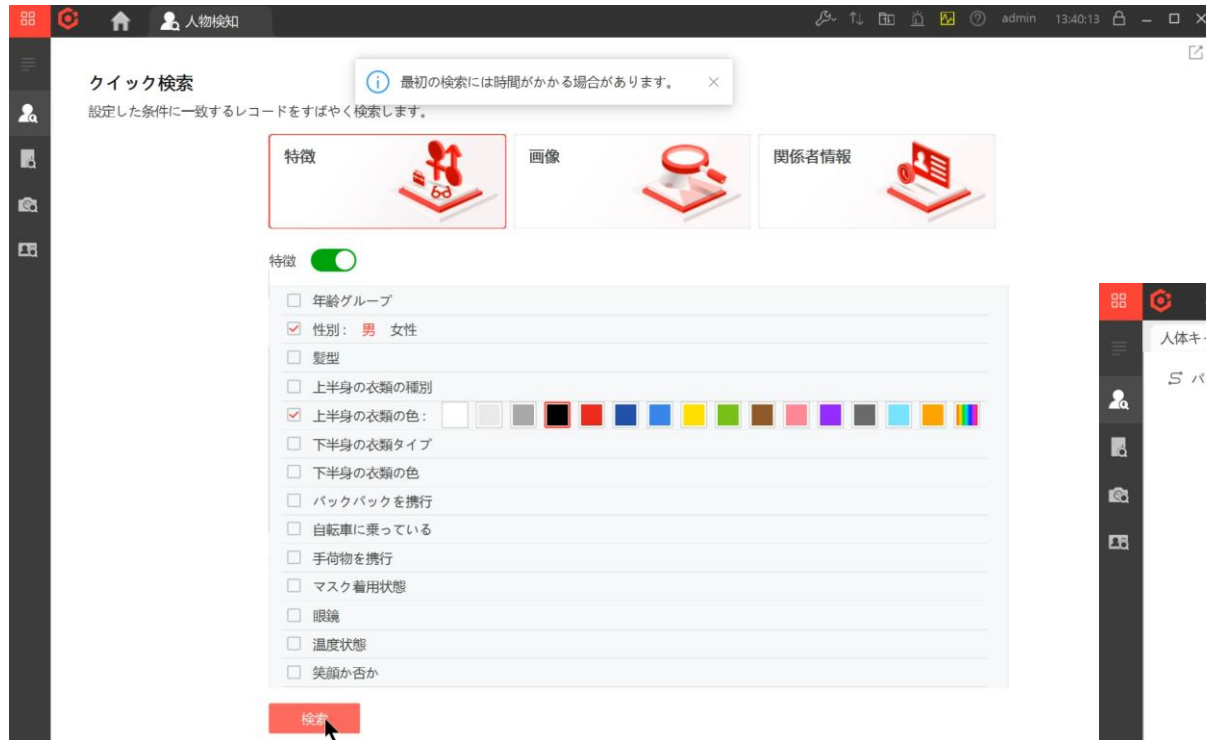 人物検知
admin 13:40:13
クイック検索
最初の検索には時間がかかる場合があります。
設定した条件に一致するレコードをすばやく検索します。
特徴
画像
関係者情報
特徴
年齢グループ
性別： 男 女性
髪型
上半身の衣類の種別
上半身の衣類の色：
下半身の衣類タイプ
下半身の衣類の色
バックパックを携行
自転車に乗っている
手荷物を携行
マスク着用状態
眼鏡
温度状態
笑顔か否か
検索
人体キ